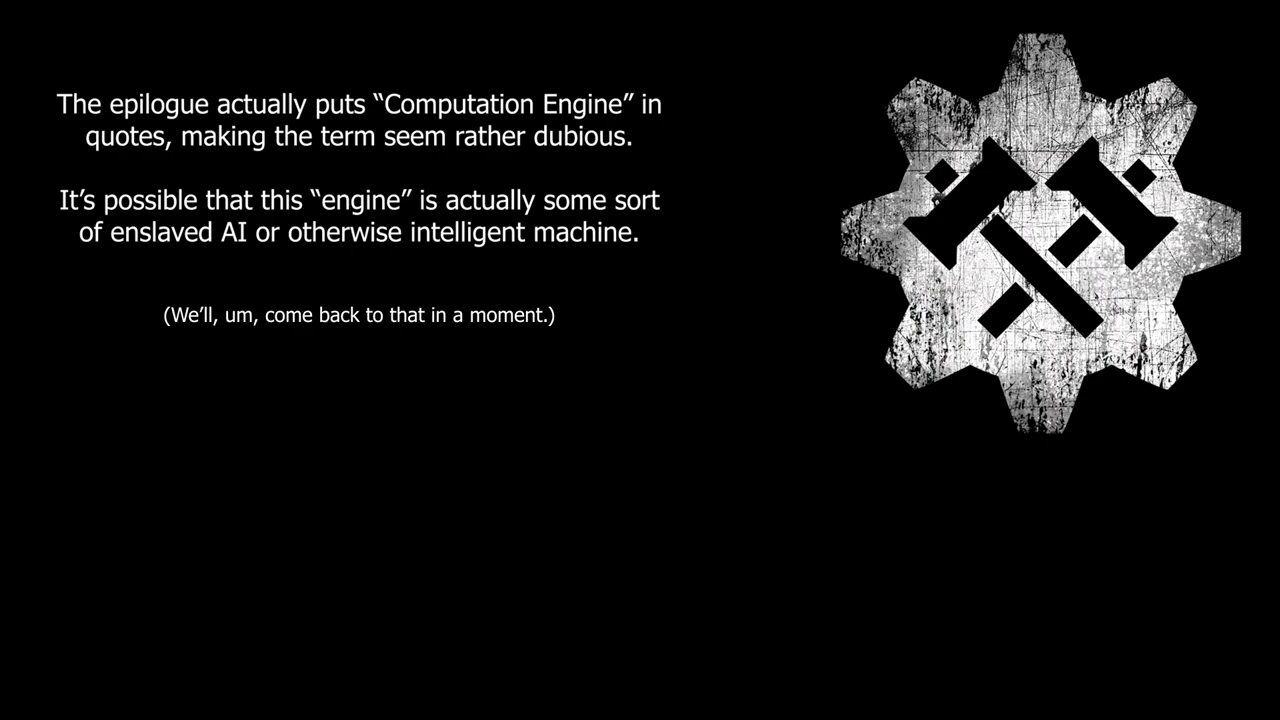 The epilogue actually puts “Computation Engine” in
quotes, making the term seem rather dubious.
It’s possible that this “engine” is actually some sort
of enslaved AI or otherwise intelligent machine.
(We’ll, um, come back to that in a moment.)